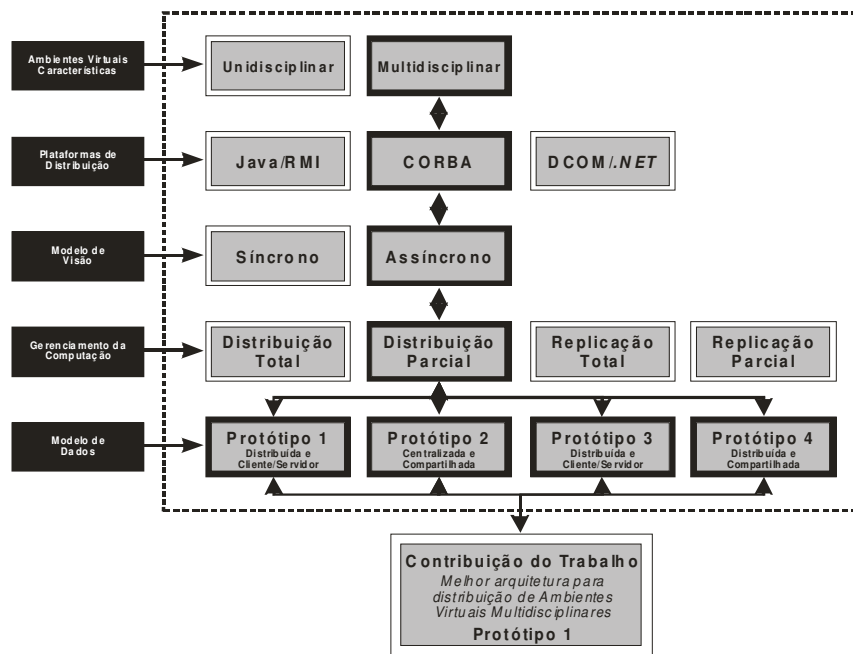 Ambientes Virtuais
Características
Unidisciplinar
Multidisciplinar
Plataformas de
Distribuição
Java/RMI
CORBA
DCOM/.NET
Modelo de
Visão
Síncrono
Assíncrono
Gerenciamento da
Computação
Distribuição
Total
Distribuição
Parcial
Replicação
Total
Replicação
Parcial
Modelo de
Dados
Protótipo 1
Distribuída e
Cliente/Servidor
Protótipo 2
Centralizada e
Compartilhada
Protótipo 3
Distribuída e
Cliente/Servidor
Protótipo 4
Distribuída e
Compartilhada
Contribuição do Trabalho
Melhor arquitetura para
distribuição de Ambientes
Virtuais Multidisciplinares
Protótipo 1